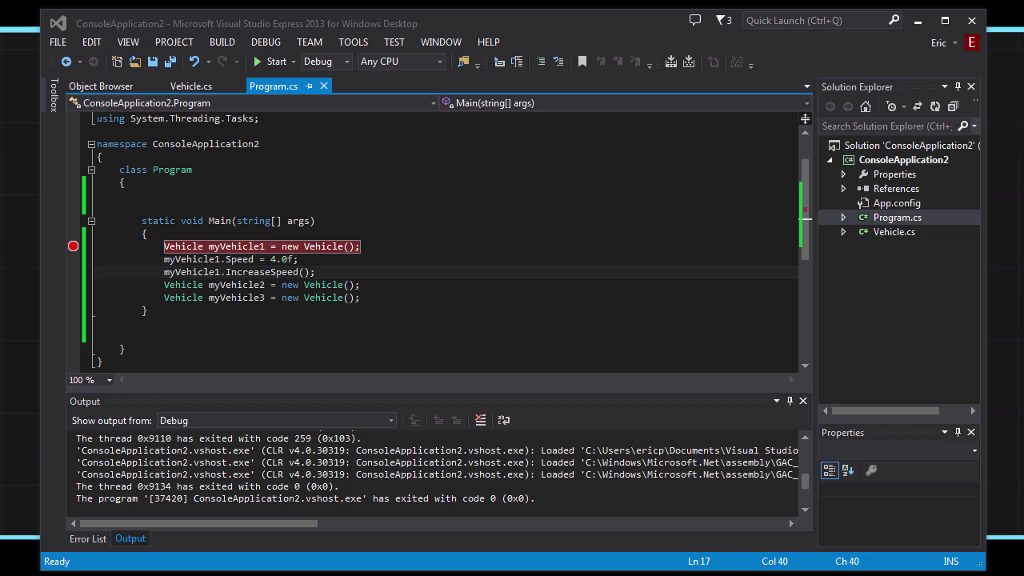 ConsoleApplication2 - Microsoft Visual Studio Express 2013 for Windows Desktop
3
Quick Launch (Ctrl+Q)
FILE EDIT VIEW PROJECT BUILD DEBUG TEAM TOOLS TEST WINDOW HELP
Eric E
Start Debug Any CPU
Toolbox
Object Browser Vehicle.cs Program.cs
ConsoleApplication2.Program Main(string[] args)
using System.Threading.Tasks;
namespace ConsoleApplication2
{
class Program
{
static void Main(string[] args)
{
Vehicle myVehicle1 = new Vehicle();
myVehicle1.Speed = 4.0f;
myVehicle1.IncreaseSpeed();
Vehicle myVehicle2 = new Vehicle();
Vehicle myVehicle3 = new Vehicle();
}
}
}
100 %
Output
Show output from: Debug
The thread 0x9110 has exited with code 259 (0x103).
'ConsoleApplication2.vshost.exe' (CLR v4.0.30319: ConsoleApplication2.vshost.exe): Loaded 'C:\Users\ericp\Documents\Visual Studio
'ConsoleApplication2.vshost.exe' (CLR v4.0.30319: ConsoleApplication2.vshost.exe): Loaded 'C:\Windows\Microsoft.Net\assembly\GAC_
'ConsoleApplication2.vshost.exe' (CLR v4.0.30319: ConsoleApplication2.vshost.exe): Loaded 'C:\Windows\Microsoft.Net\assembly\GAC_
The thread 0x9134 has exited with code 0 (0x0).
The program '[37420] ConsoleApplication2.vshost.exe' has exited with code 0 (0x0).
Error List Output
Solution Explorer
Search Solution Explorer (Ctrl+;
Solution 'ConsoleApplication2' (
ConsoleApplication2
Properties
References
App.config
Program.cs
Vehicle.cs
Properties
Ready Ln 17 Col 40 Ch 40 INS